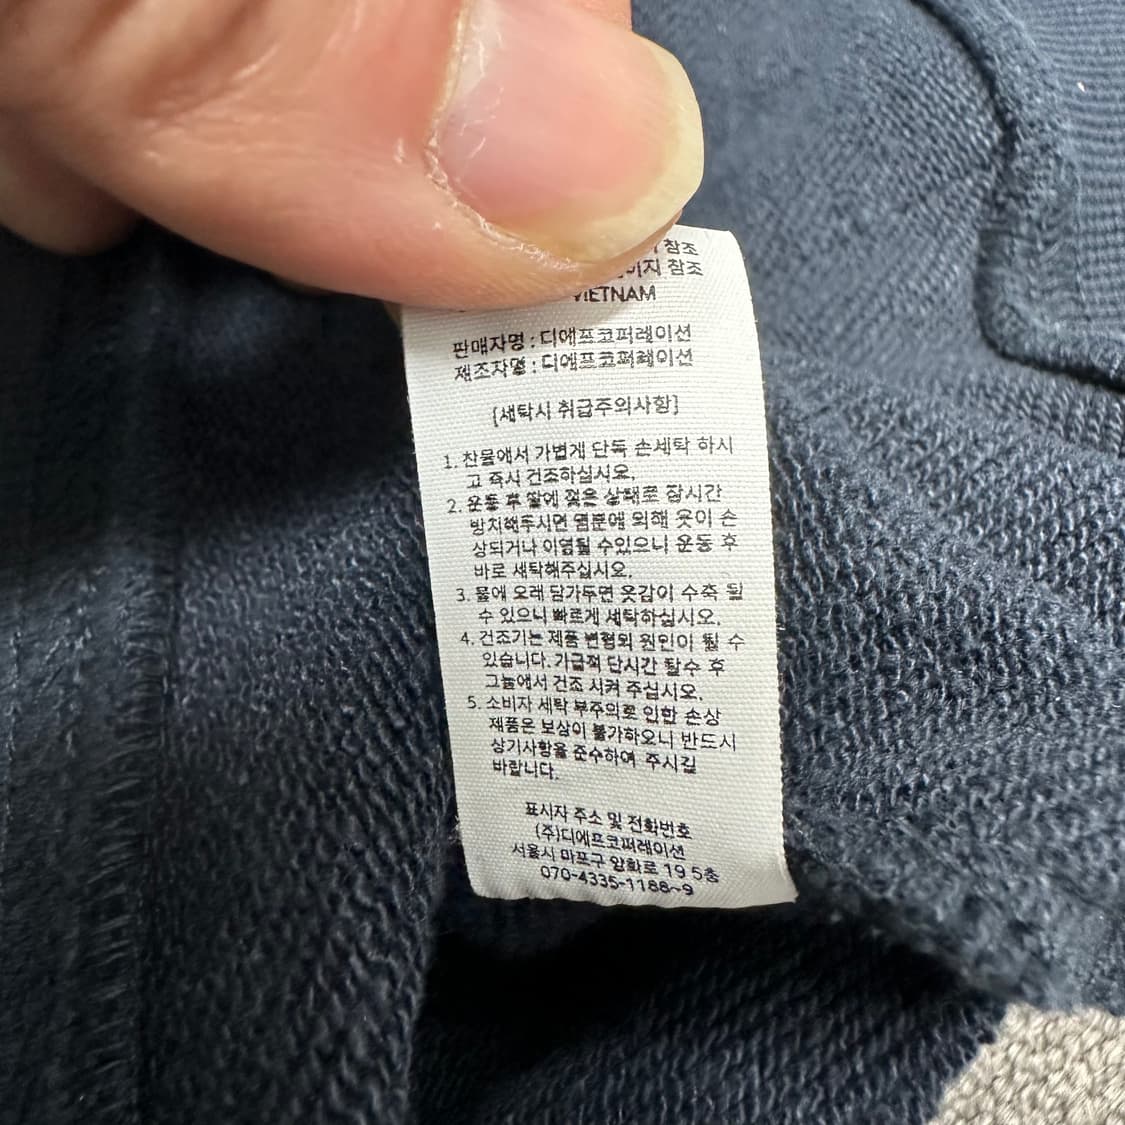 참조
이지 참조
VIETNAM
판매자명 : 디에프코퍼레이션
제조자명 : 디에프코퍼레이션
[세탁시 취급주의사항]
1. 찬물에서 가볍게 단독 손세탁 하시
고 즉시 건조하십시오.
2. 운동 후 땀에 젖은 상태로 장시간
방치해두시면 염분에 의해 옷이 손
상되거나 이염될 수있으니 운동 후
바로 세탁해주십시오.
3. 물에 오래 담가두면 옷감이 수축 될
수 있으니 빠르게 세탁하십시오.
4. 건조기는 제품 변형의 원인이 될 수
있습니다. 가급적 단시간 탈수 후
그늘에서 건조 시켜 주십시오.
5. 소비자 세탁 부주의로 인한 손상
제품은 보상이 불가하오니 반드시
상기사항을 준수하여 주시길
바랍니다.
표시자 주소 및 전화번호
(주)디에프코퍼레이션
서울시 마포구 양화로 19 5층
070-4335-1188~9